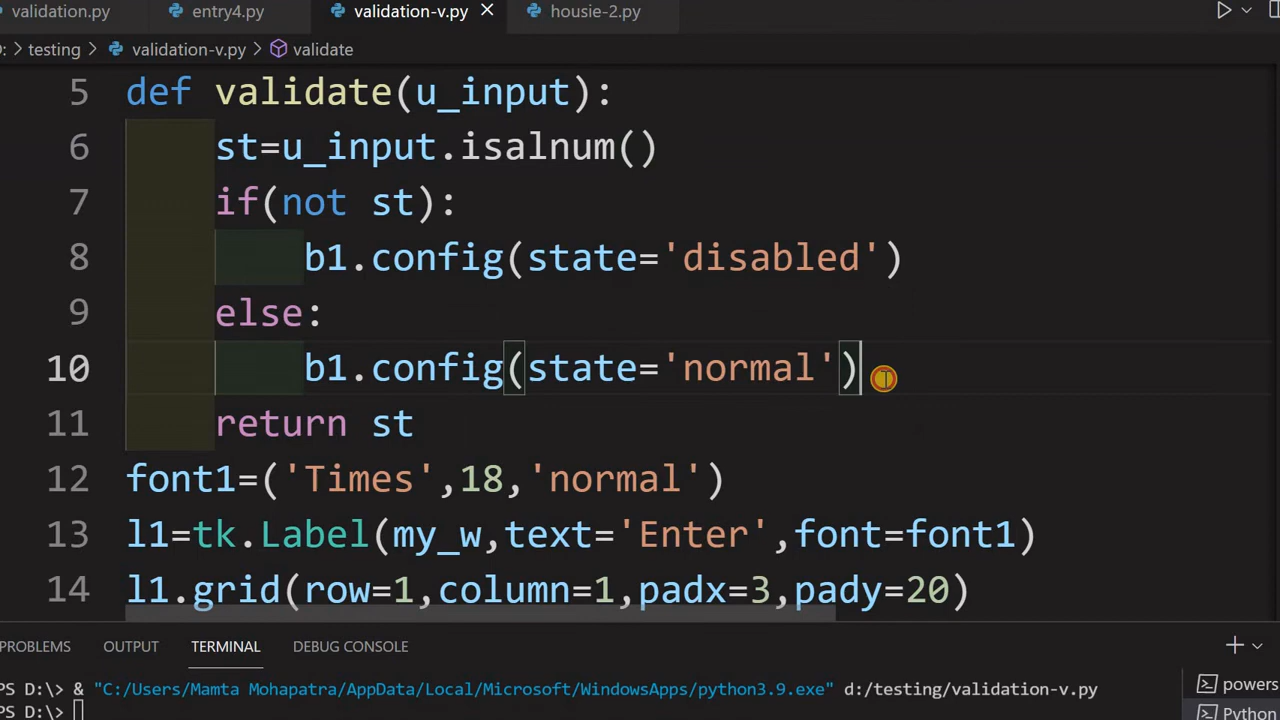 validation.py entry4.py validation-v.py × housie-2.py
D: > testing > validation-v.py > validate
5 def validate(u_input):
6 st=u_input.isalnum()
7 if(not st):
8 b1.config(state='disabled')
9 else:
10 b1.config(state='normal')
11 return st
12 font1=('Times',18,'normal')
13 l1=tk.Label(my_w,text='Enter',font=font1)
14 l1.grid(row=1,column=1,padx=3,pady=20)
PROBLEMS OUTPUT TERMINAL DEBUG CONSOLE
PS D:\> & "C:/Users/Mamta Mohapatra/AppData/Local/Microsoft/WindowsApps/python3.9.exe" d:/testing/validation-v.py
powers
PS D:\>
Python